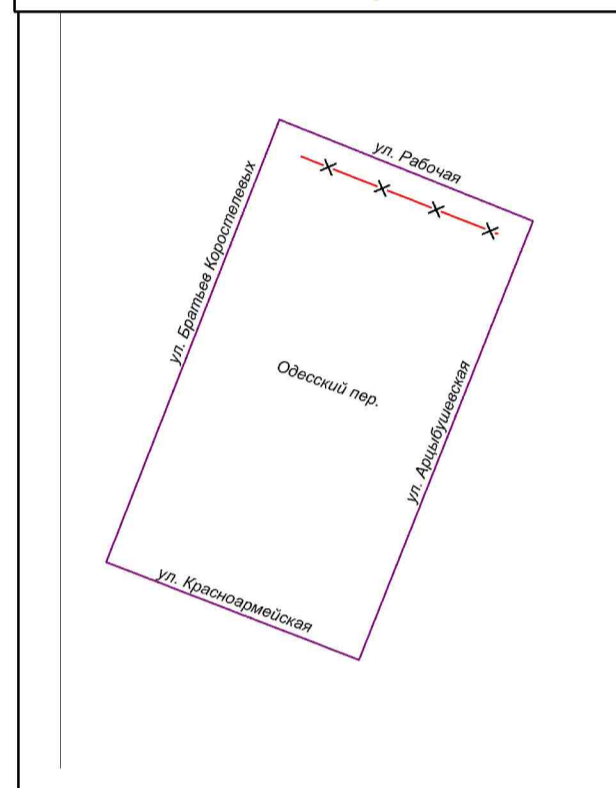 ул. Рабочая
ул. Братьев Коростелевых
Одесский пер.
ул. Арцыбушевская
ул. Красноармейская